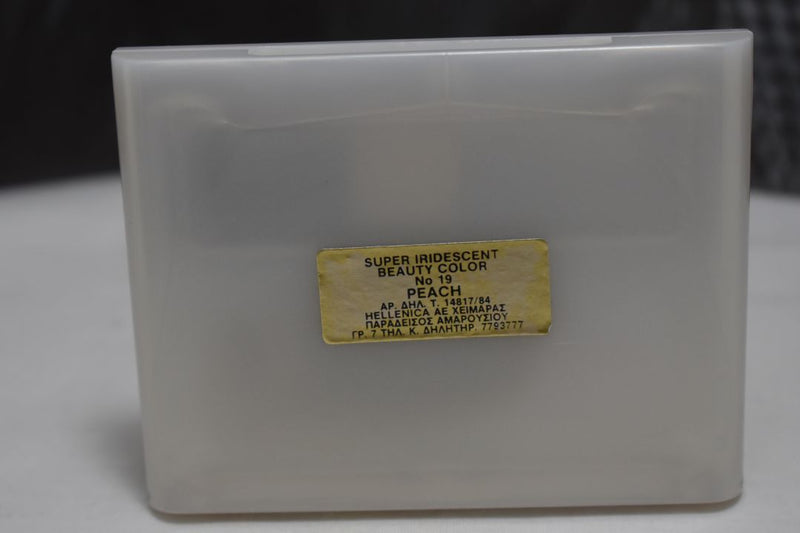 SUPER IRIDESCENT
BEAUTY COLOR
No 19
PEACH
ΑΡ. ΔΗΛ. Τ. 14817/84
HELLENICA AE ΧΕΙΜΑΡΑΣ
ΠΑΡΑΔΕΙΣΟΣ ΑΜΑΡΟΥΣΙΟΥ
ΓΡ. 7 ΤΗΛ. Κ. ΔΗΛΗΤΗΡ. 7793777